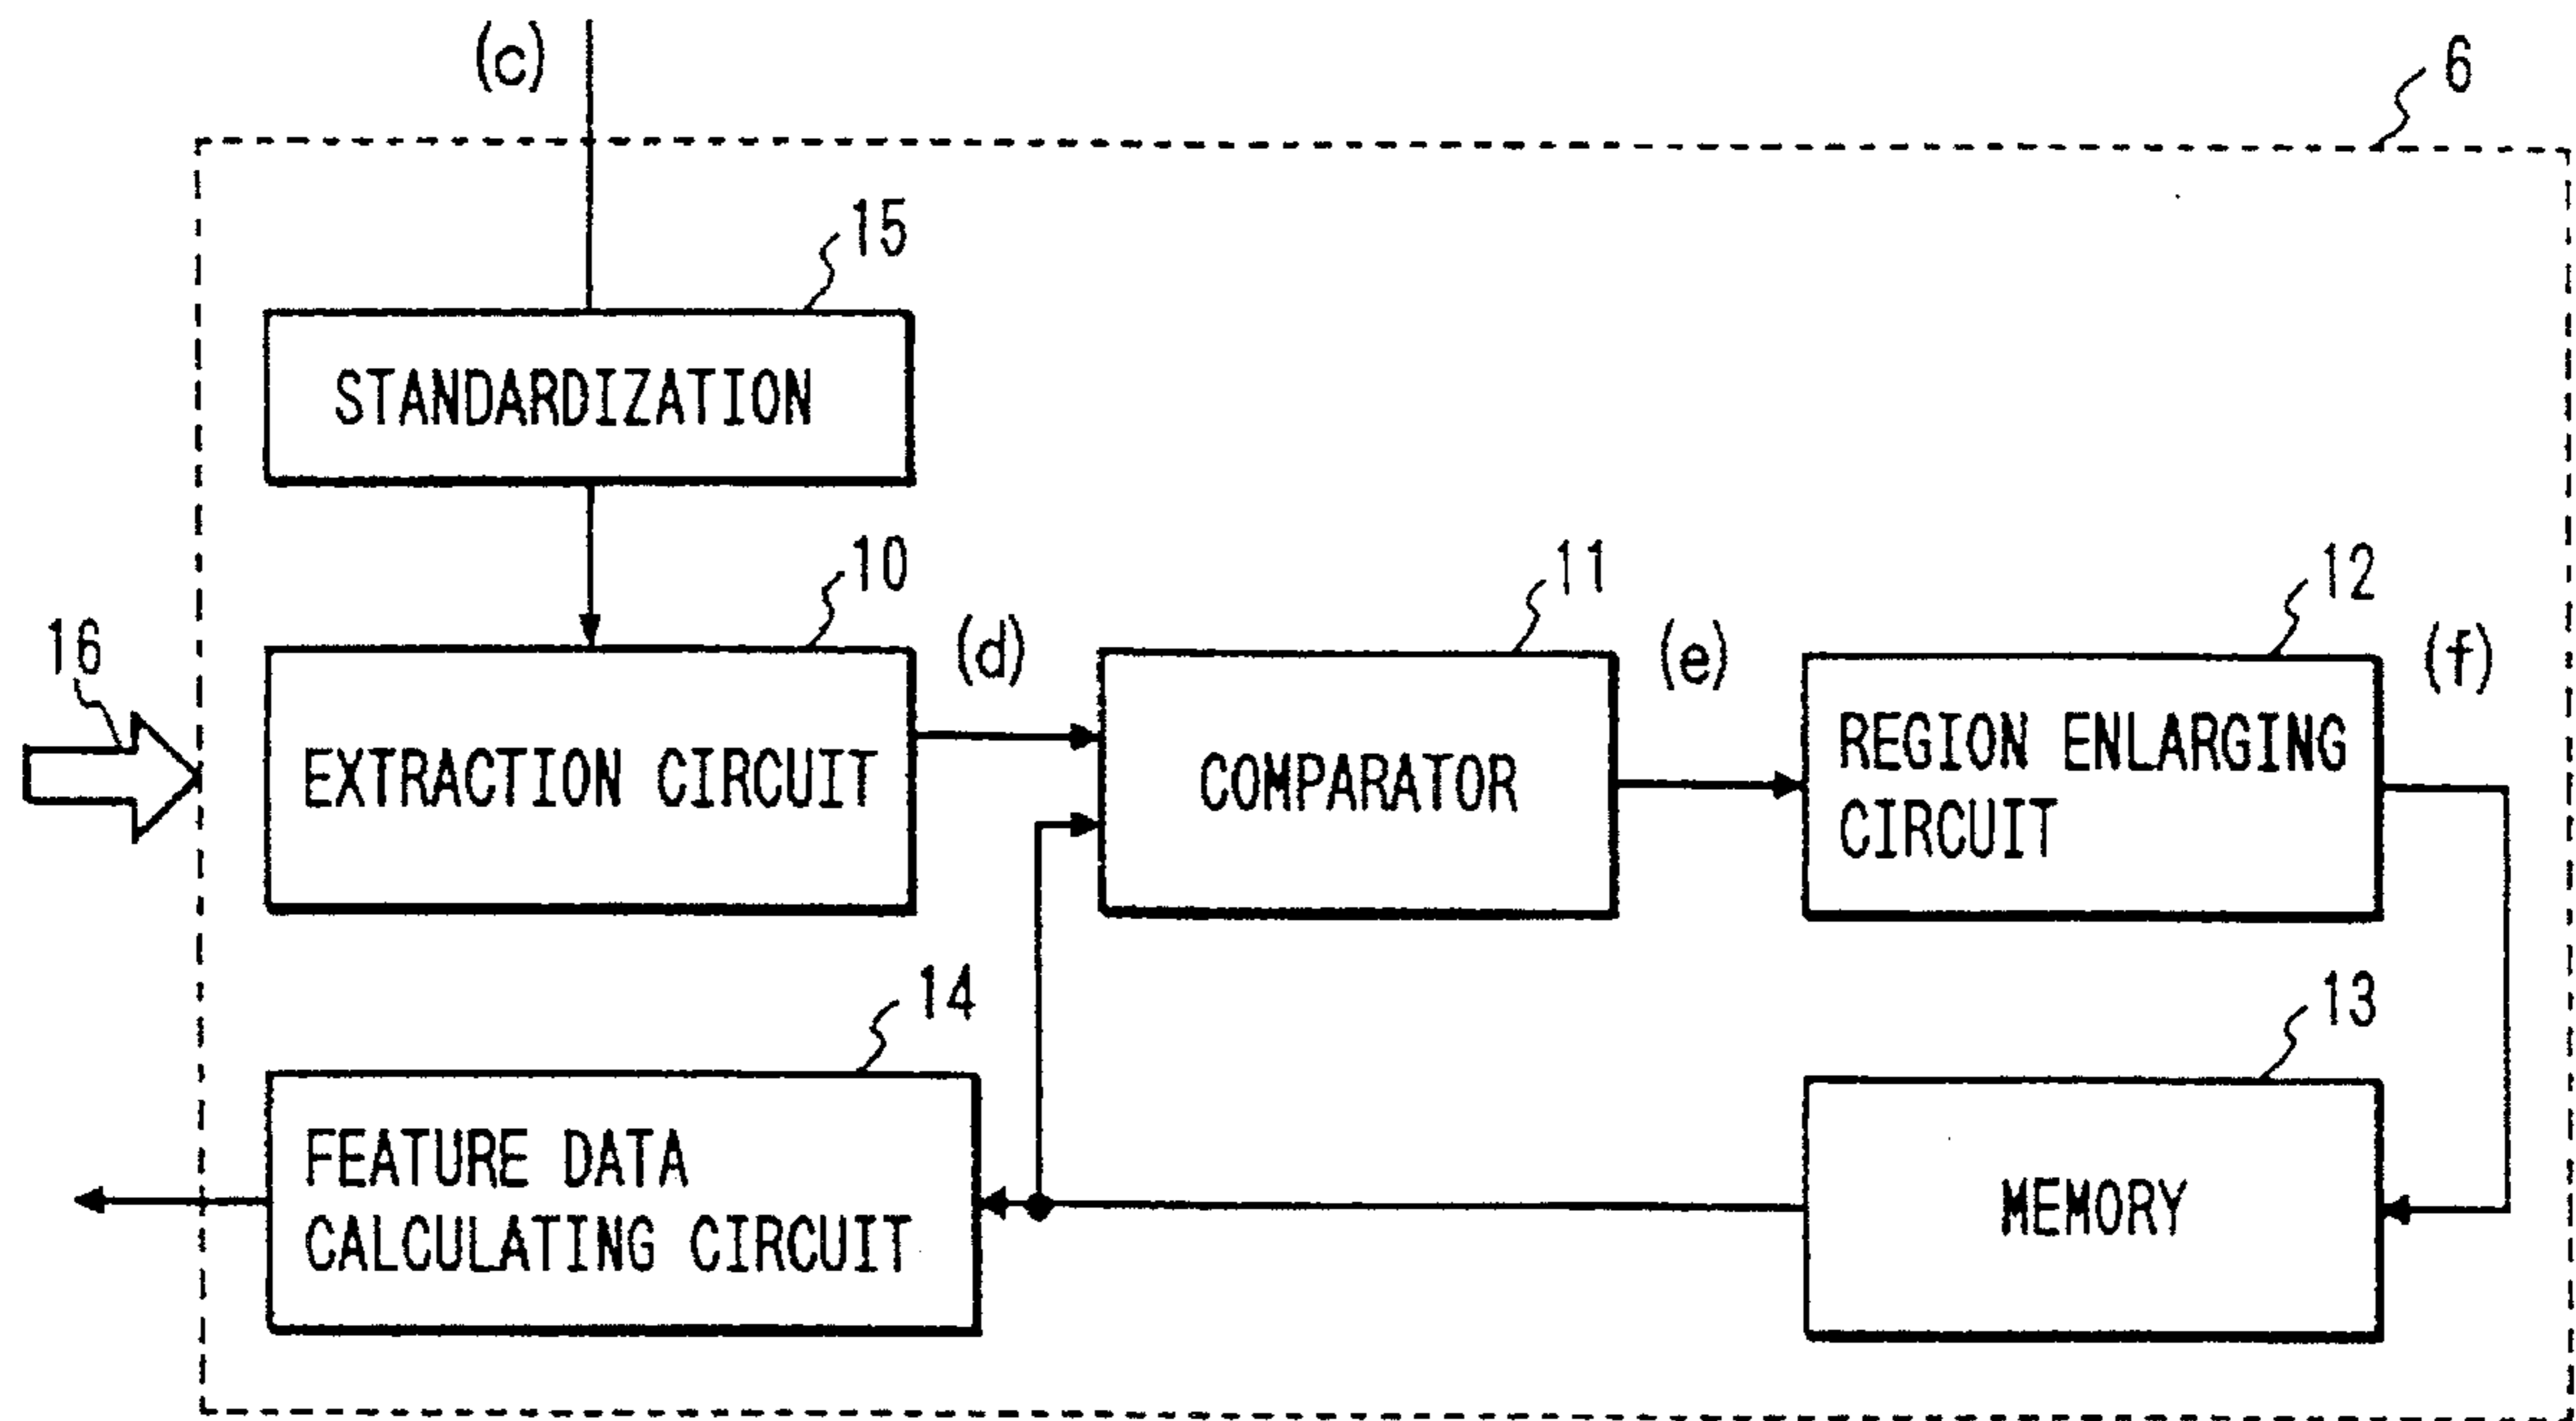 (c)
6
15
STANDARDIZATION
10
11
12
16
(d)
(e)
(f)
EXTRACTION CIRCUIT
COMPARATOR
REGION ENLARGING
CIRCUIT
14
13
FEATURE DATA
CALCULATING CIRCUIT
MEMORY